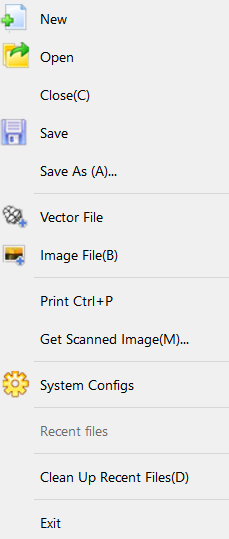 New
Open
Close(C)
Save
Save As (A)...
Vector File
Image File(B)
Print Ctrl+P
Get Scanned Image(M)...
System Configs
Recent files
Clean Up Recent Files(D)
Exit